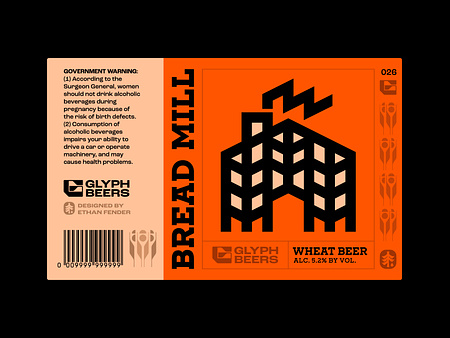 GOVERNMENT WARNING:
(1) According to the
Surgeon General, women
should not drink alcoholic
beverages during
pregnancy because of
the risk of birth defects.
(2) Consumption of
alcoholic beverages
impairs your ability to
drive a car or operate
machinery, and may
cause health problems.
GLYPH
BEERS
DESIGNED BY
ETHAN FENDER
0 009999 999999
BREAD MILL
GLYPH
BEERS
WHEAT BEER
ALC. 5.2% BY VOL.
026